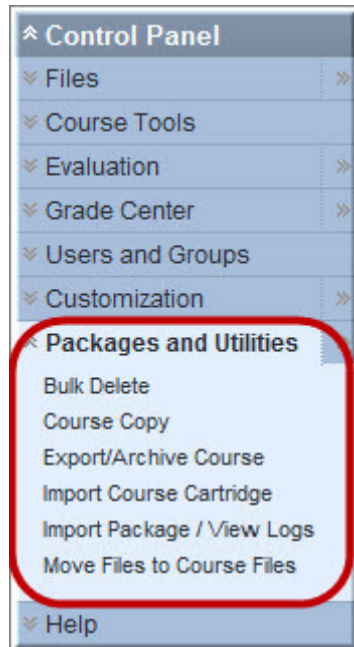 Control Panel
Files
Course Tools
Evaluation
Grade Center
Users and Groups
Customization
Packages and Utilities
Bulk Delete
Course Copy
Export/Archive Course
Import Course Cartridge
Import Package / View Logs
Move Files to Course Files
Help